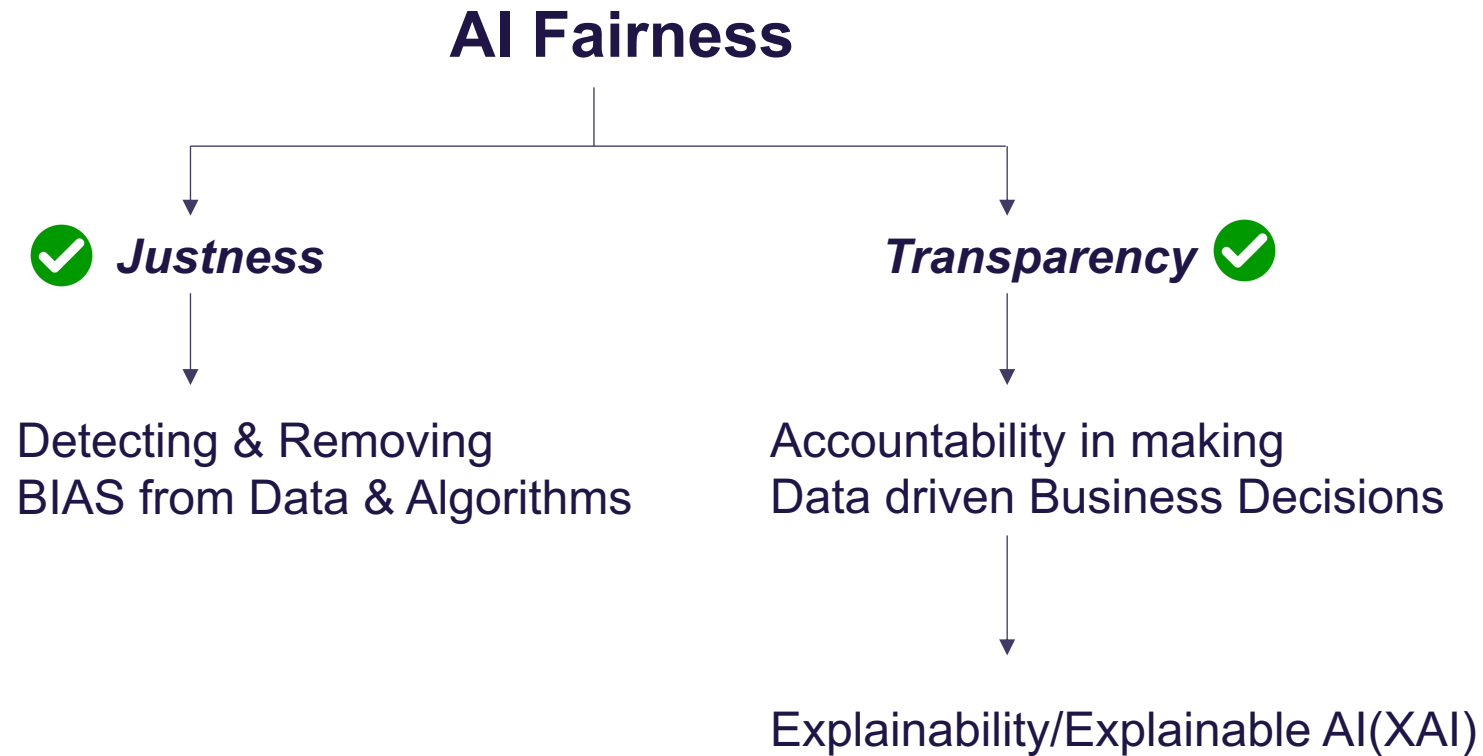 AI Fairness
Justness
Transparency
Detecting & Removing
BIAS from Data & Algorithms
Accountability in making
Data driven Business Decisions
Explainability/Explainable AI(XAI)